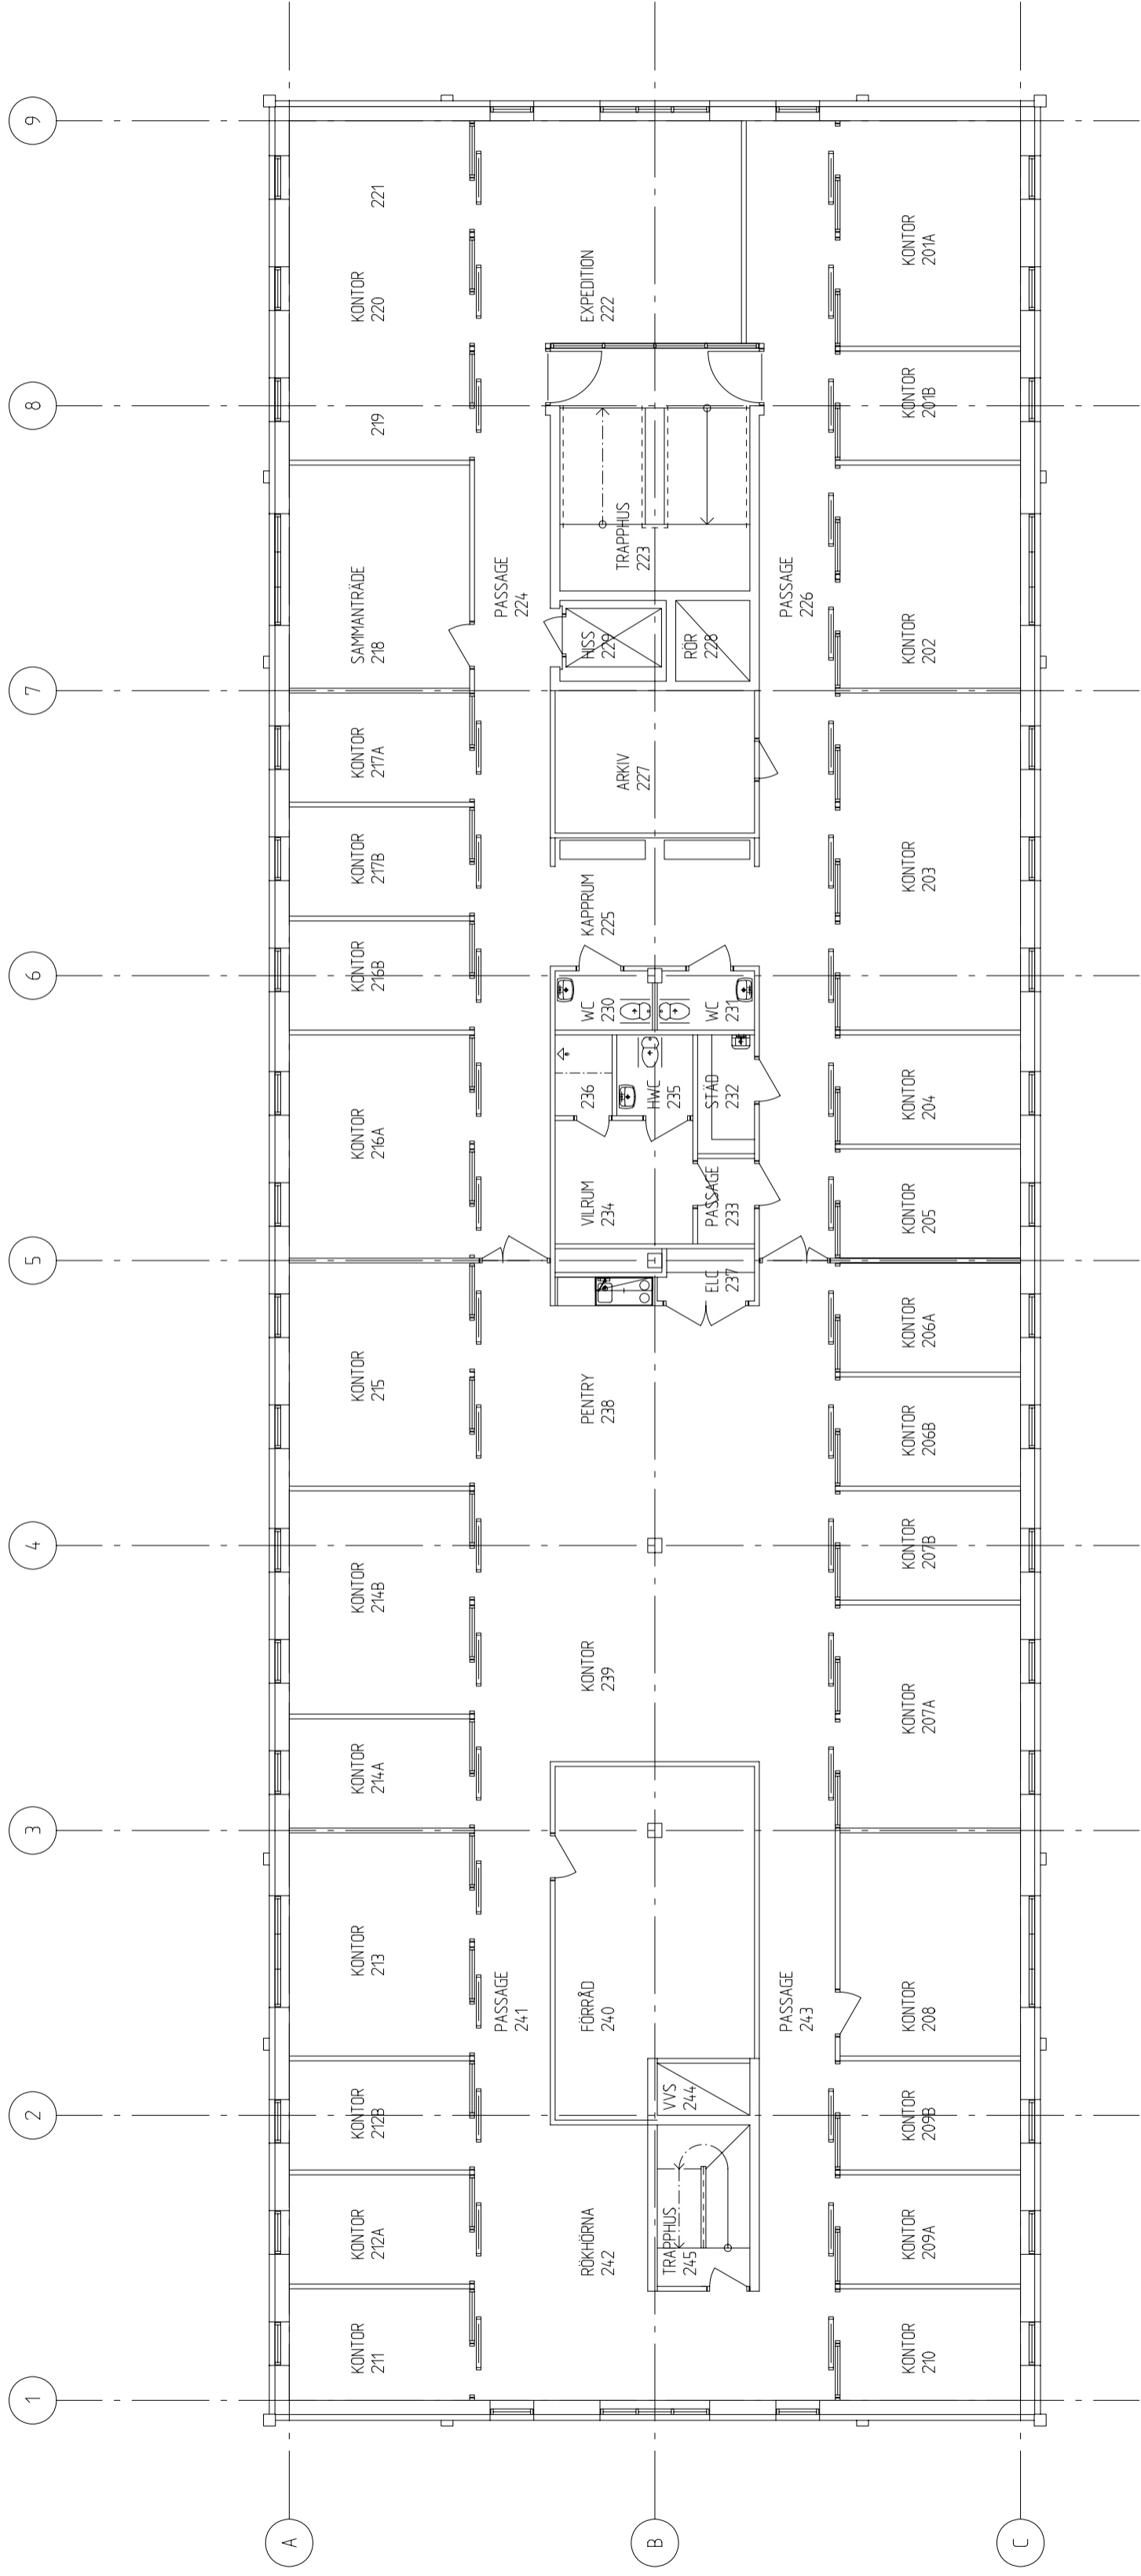 1
2
3
4
5
6
7
8
9
A
B
C
KONTOR
211
KONTOR
212A
KONTOR
212B
KONTOR
213
KONTOR
214A
KONTOR
214B
KONTOR
215
KONTOR
216A
KONTOR
216B
KONTOR
217B
KONTOR
217A
SAMMANTRÄDE
218
219
KONTOR
220
221
PASSAGE
241
PASSAGE
224
RÖKHÖRNA
242
FÖRRÅD
240
KONTOR
239
PENTRY
238
VILRUM
234
236
WC
230
KAPPRUM
225
ARKIV
227
HISS
229
TRAPPHUS
223
EXPEDITION
222
TRAPPHUS
245
VVS
244
ELC
237
PASSAGE
233
HWC
235
STÄD
232
WC
231
RÖR
228
PASSAGE
243
PASSAGE
226
KONTOR
210
KONTOR
209A
KONTOR
209B
KONTOR
208
KONTOR
207A
KONTOR
207B
KONTOR
206B
KONTOR
206A
KONTOR
205
KONTOR
204
KONTOR
203
KONTOR
202
KONTOR
201B
KONTOR
201A